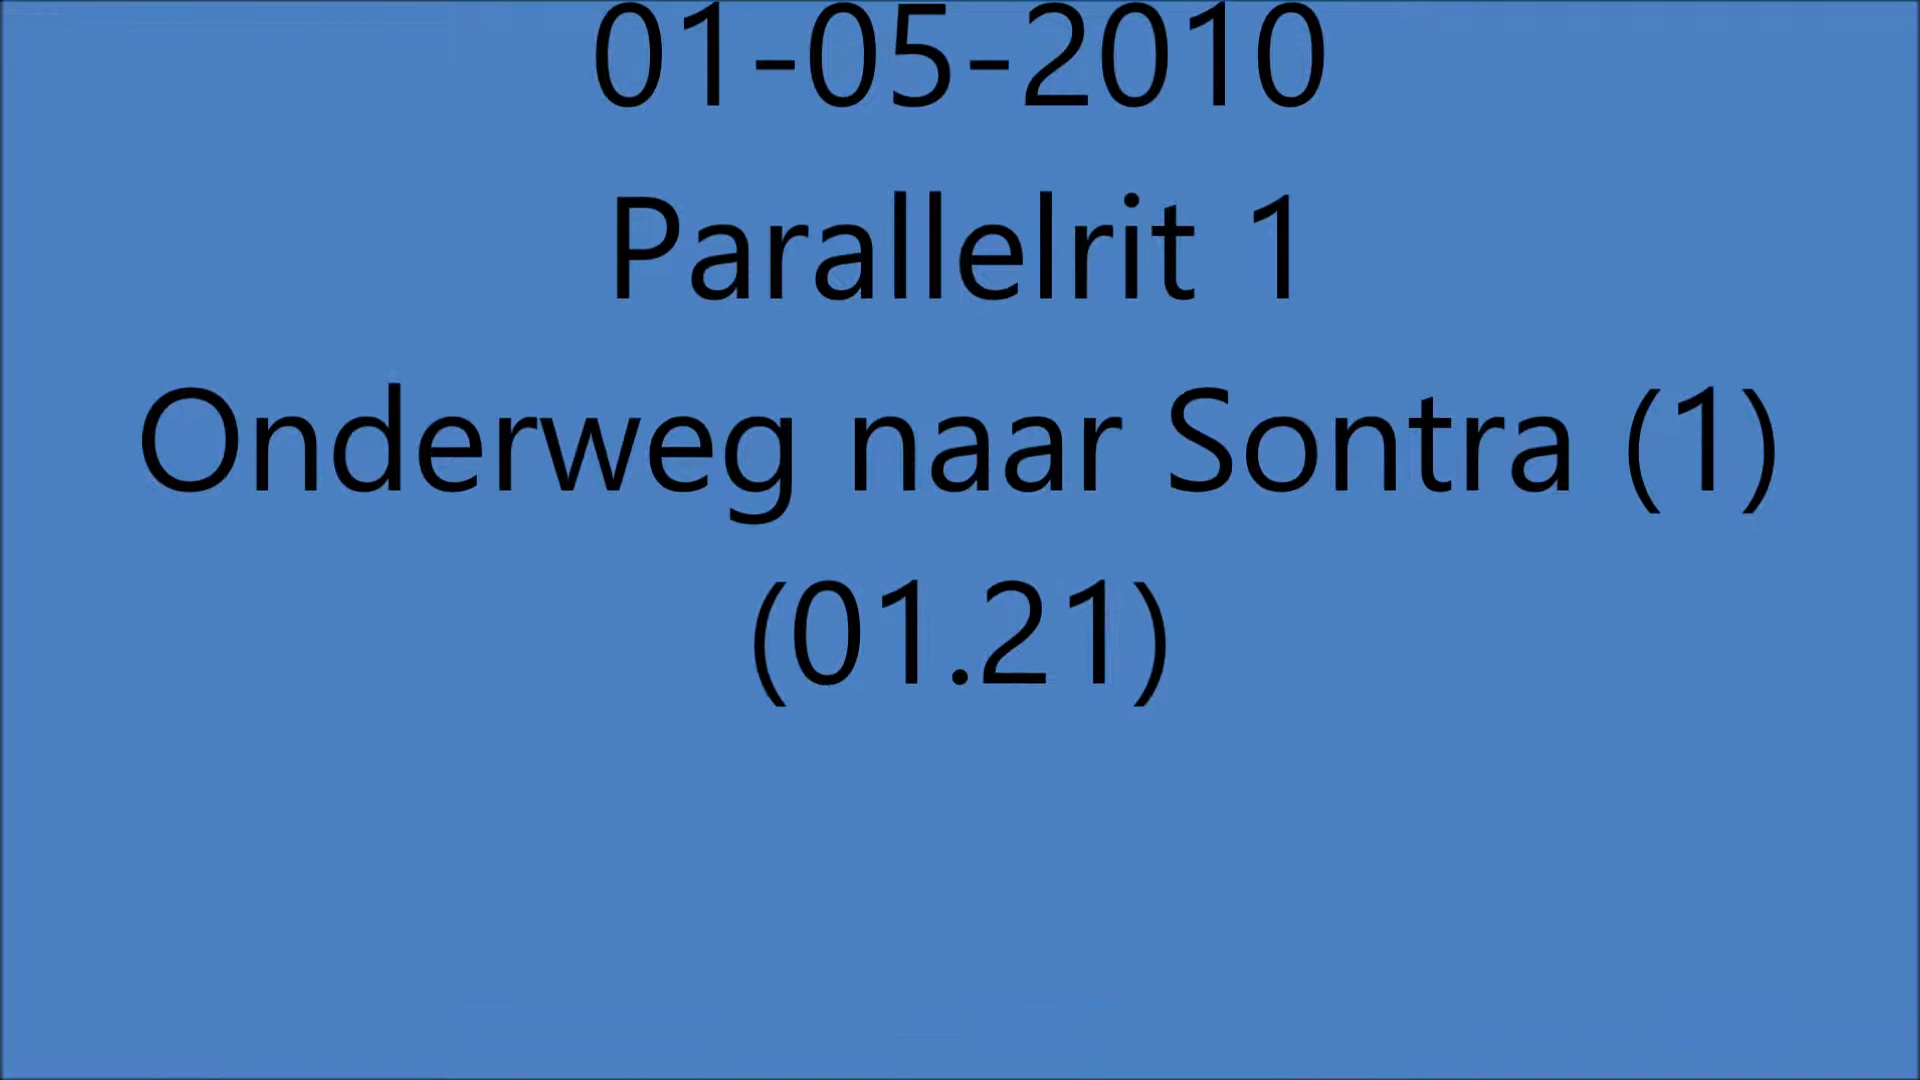 01-05-2010
Parallelrit 1
Onderweg naar Sontra (1)
(01.21)